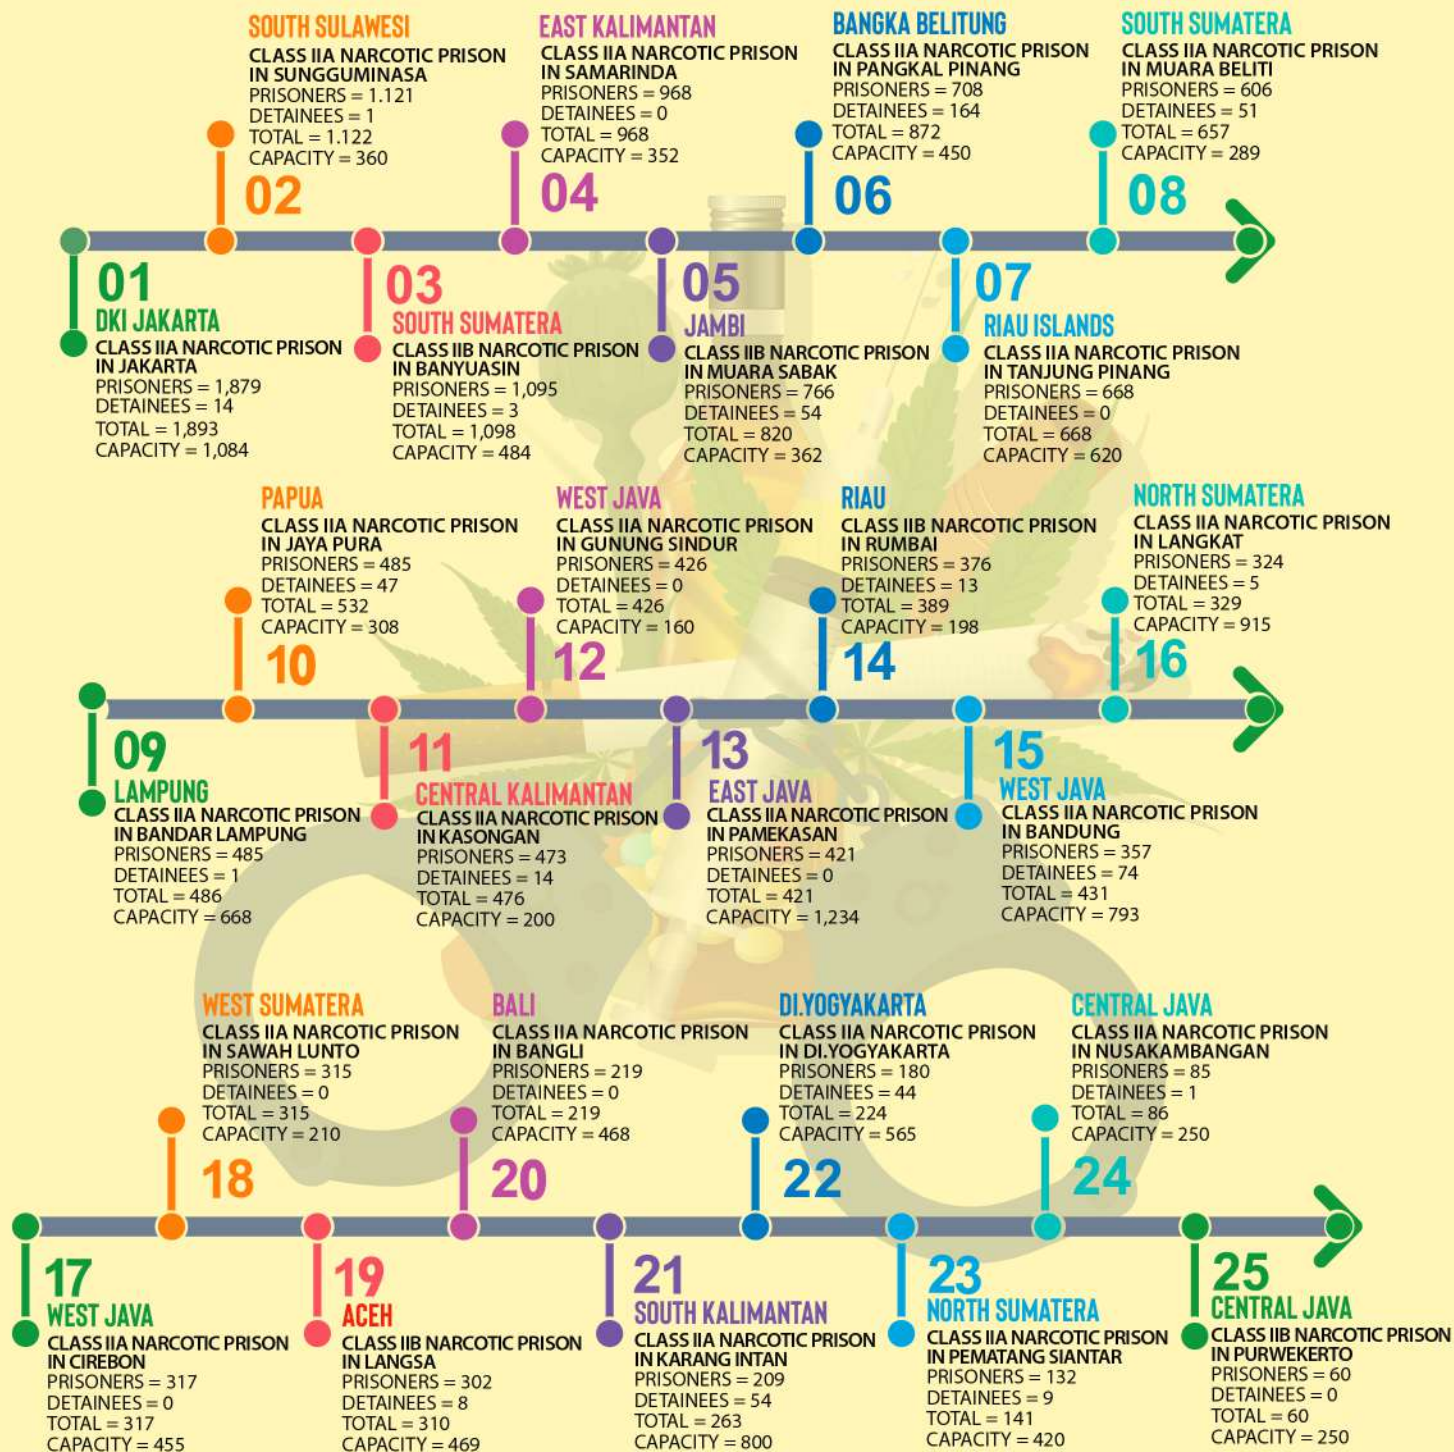 SOUTH SULAWESI
CLASS IIA NARCOTIC PRISON
IN SUNGGUMINASA
PRISONERS = 1.121
DETAINEES = 1
TOTAL = 1.122
CAPACITY = 360
02
EAST KALIMANTAN
CLASS IIA NARCOTIC PRISON
IN SAMARINDA
PRISONERS = 968
DETAINEES = 0
TOTAL = 968
CAPACITY = 352
04
BANGKA BELITUNG
CLASS IIA NARCOTIC PRISON
IN PANGKAL PINANG
PRISONERS = 708
DETAINEES = 164
TOTAL = 872
CAPACITY = 450
06
SOUTH SUMATERA
CLASS IIA NARCOTIC PRISON
IN MUARA BELITI
PRISONERS = 606
DETAINEES = 51
TOTAL = 657
CAPACITY = 289
08
01
DKI JAKARTA
CLASS IIA NARCOTIC PRISON
IN JAKARTA
PRISONERS = 1,879
DETAINEES = 14
TOTAL = 1,893
CAPACITY = 1,084
03
SOUTH SUMATERA
CLASS IIB NARCOTIC PRISON
IN BANYUASIN
PRISONERS = 1,095
DETAINEES = 3
TOTAL = 1,098
CAPACITY = 484
05
JAMBI
CLASS IIB NARCOTIC PRISON
IN MUARA SABAK
PRISONERS = 766
DETAINEES = 54
TOTAL = 820
CAPACITY = 362
07
RIAU ISLANDS
CLASS IIA NARCOTIC PRISON
IN TANJUNG PINANG
PRISONERS = 668
DETAINEES = 0
TOTAL = 668
CAPACITY = 620
PAPUA
CLASS IIA NARCOTIC PRISON
IN JAYA PURA
PRISONERS = 485
DETAINEES = 47
TOTAL = 532
CAPACITY = 308
10
WEST JAVA
CLASS IIA NARCOTIC PRISON
IN GUNUNG SINDUR
PRISONERS = 426
DETAINEES = 0
TOTAL = 426
CAPACITY = 160
12
RIAU
CLASS IIB NARCOTIC PRISON
IN RUMBAI
PRISONERS = 376
DETAINEES = 13
TOTAL = 389
CAPACITY = 198
14
NORTH SUMATERA
CLASS IIA NARCOTIC PRISON
IN LANGKAT
PRISONERS = 324
DETAINEES = 5
TOTAL = 329
CAPACITY = 915
16
09
LAMPUNG
CLASS IIA NARCOTIC PRISON
IN BANDAR LAMPUNG
PRISONERS = 485
DETAINEES = 1
TOTAL = 486
CAPACITY = 668
11
CENTRAL KALIMANTAN
CLASS IIA NARCOTIC PRISON
IN KASONGAN
PRISONERS = 473
DETAINEES = 14
TOTAL = 476
CAPACITY = 200
13
EAST JAVA
CLASS IIA NARCOTIC PRISON
IN PAMEKASAN
PRISONERS = 421
DETAINEES = 0
TOTAL = 421
CAPACITY = 1,234
15
WEST JAVA
CLASS IIA NARCOTIC PRISON
IN BANDUNG
PRISONERS = 357
DETAINEES = 74
TOTAL = 431
CAPACITY = 793
WEST SUMATERA
CLASS IIA NARCOTIC PRISON
IN SAWAH LUNTO
PRISONERS = 315
DETAINEES = 0
TOTAL = 315
CAPACITY = 210
18
BALI
CLASS IIA NARCOTIC PRISON
IN BANGLI
PRISONERS = 219
DETAINEES = 0
TOTAL = 219
CAPACITY = 468
20
DI.YOGYAKARTA
CLASS IIA NARCOTIC PRISON
IN DI.YOGYAKARTA
PRISONERS = 180
DETAINEES = 44
TOTAL = 224
CAPACITY = 565
22
CENTRAL JAVA
CLASS IIA NARCOTIC PRISON
IN NUSAKAMBANGAN
PRISONERS = 85
DETAINEES = 1
TOTAL = 86
CAPACITY = 250
24
17
WEST JAVA
CLASS IIA NARCOTIC PRISON
IN CIREBON
PRISONERS = 317
DETAINEES = 0
TOTAL = 317
CAPACITY = 455
19
ACEH
CLASS IIB NARCOTIC PRISON
IN LANGSA
PRISONERS = 302
DETAINEES = 8
TOTAL = 310
CAPACITY = 469
21
SOUTH KALIMANTAN
CLASS IIA NARCOTIC PRISON
IN KARANG INTAN
PRISONERS = 209
DETAINEES = 54
TOTAL = 263
CAPACITY = 800
23
NORTH SUMATERA
CLASS IIA NARCOTIC PRISON
IN PEMATANG SIANTAR
PRISONERS = 132
DETAINEES = 9
TOTAL = 141
CAPACITY = 420
25
CENTRAL JAVA
CLASS IIB NARCOTIC PRISON
IN PURWEKERTO
PRISONERS = 60
DETAINEES = 0
TOTAL = 60
CAPACITY = 250